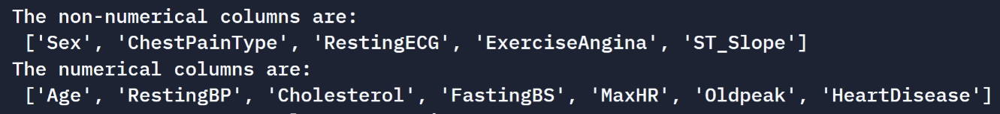 The non-numerical columns are:
['Sex', 'ChestPainType', 'RestingECG', 'ExerciseAngina', 'ST_Slope']
The numerical columns are:
['Age', 'RestingBP', 'Cholesterol', 'FastingBS', 'MaxHR', 'Oldpeak', 'HeartDisease']